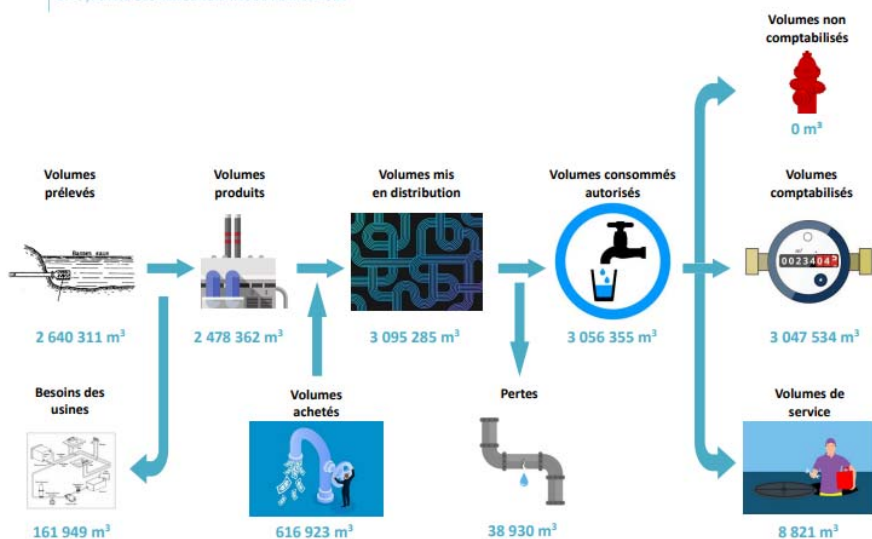 Volumes non
comptabilisés
0 m³
Volumes
prélevés
Volumes
produits
Volumes mis
en distribution
Volumes consommés
autorisés
Volumes
comptabilisés
2 640 311 m³
2 478 362 m³
3 095 285 m³
3 056 355 m³
3 047 534 m³
Besoins des
usines
Volumes
achetés
Pertes
Volumes de
service
161 949 m³
616 923 m³
38 930 m³
8 821 m³